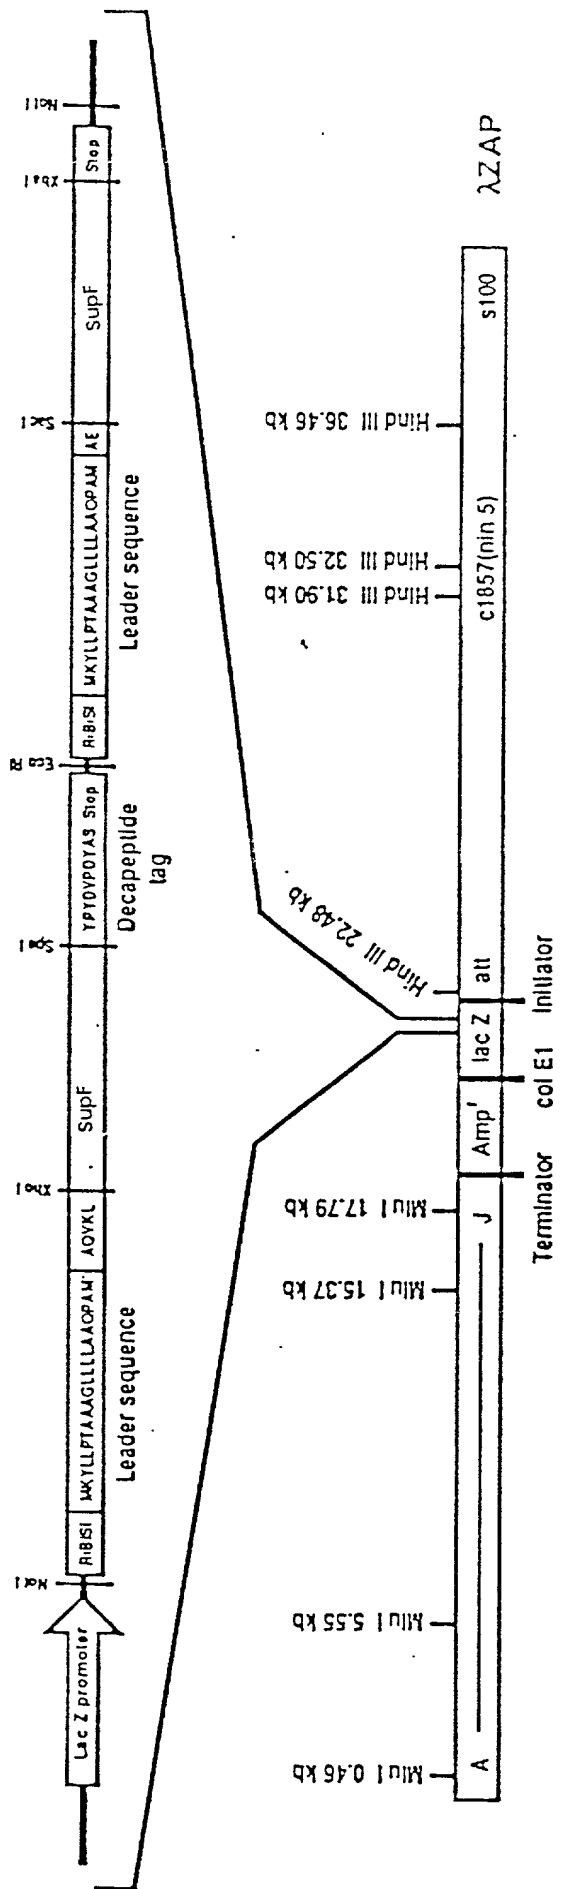 Not I
Xho I
Spe I
Eco RI
Sac I
Xba I
Not I
Lac Z promoter
RiBiSi
MKYLLPTAAAGLLLLAAQPAM
AQVKL
SupF
YPYDVPDYAS Stop
RiBiSi
MKYLLPTAAAGLLLLAAQPAM
AE
SupF
Stop
Leader sequence
Decapeptide
tag
Leader sequence
Mlu I 0.46 kb
Mlu I 5.55 kb
Mlu I 15.37 kb
Mlu I 17.79 kb
Hind III 22.48 kb
Hind III 31.90 kb
Hind III 32.50 kb
Hind III 36.46 kb
λZAP
A
J
Amp'
lac Z
att
c1857(nin 5)
s100
Terminator
col E1
Initiator